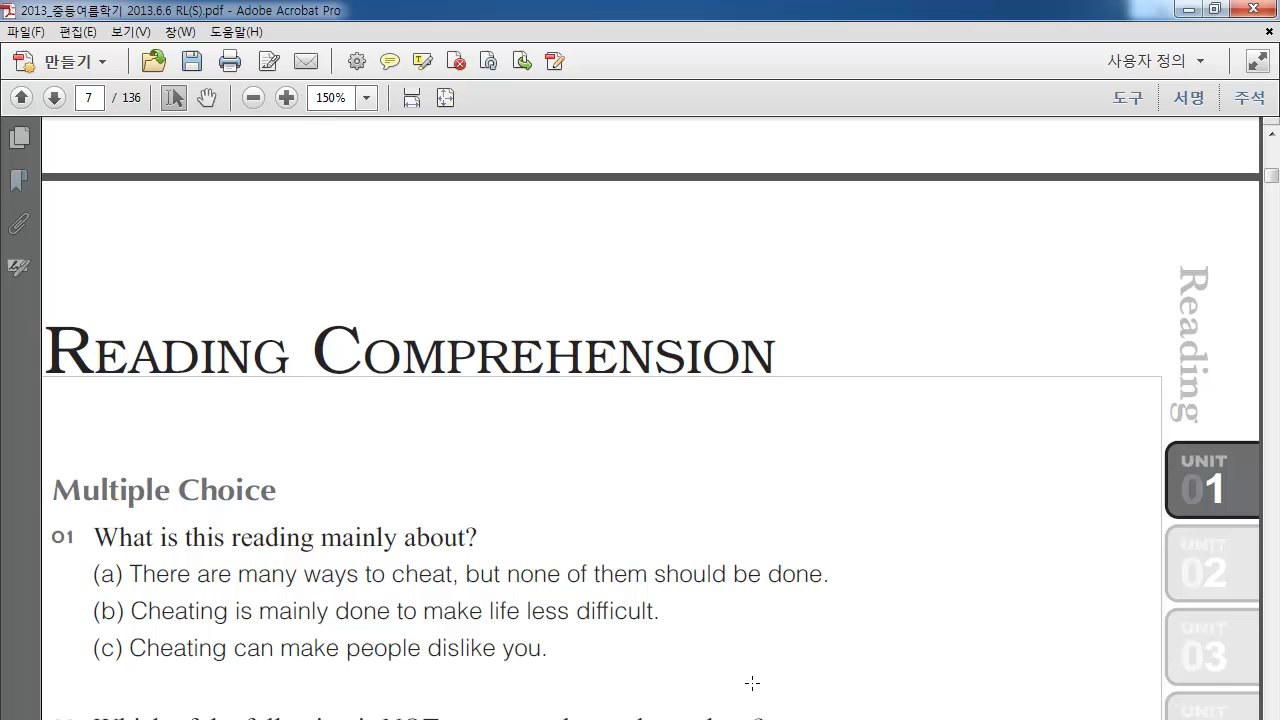 2013_중등여름학기 2013.6.6 RL(S).pdf - Adobe Acrobat Pro
파일(F) 편집(E) 보기(V) 창(W) 도움말(H)
만들기 사용자 정의
7 / 136 150% 도구 서명 주석
READING COMPREHENSION
Reading
Multiple Choice
UNIT
01
01 What is this reading mainly about?
(a) There are many ways to cheat, but none of them should be done.
(b) Cheating is mainly done to make life less difficult.
(c) Cheating can make people dislike you.
UNIT
02
UNIT
03
UNIT